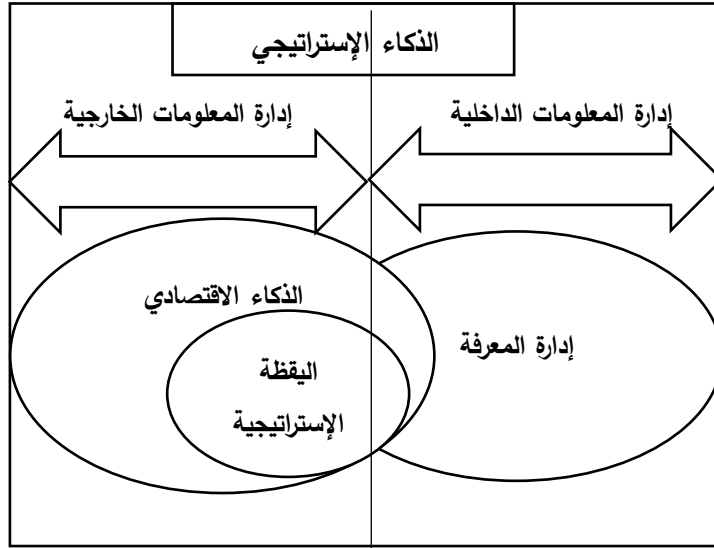 الذكاء الإستراتيجي
إدارة المعلومات الداخلية
إدارة المعلومات الخارجية
الذكاء الاقتصادي
إدارة المعرفة
اليقظة
الإستراتيجية